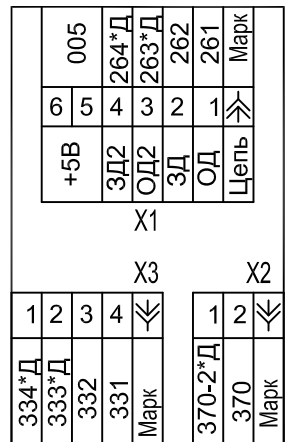 005 264*Д 263*Д 262 261 Марк
6 5 4 3 2 1
+5В ЗД2 ОД2 ЗД ОД Цепь
X1
X3 X2
1 2 3 4
334*Д 333*Д 332 331 Марк
1 2
370-2*Д 370 Марк